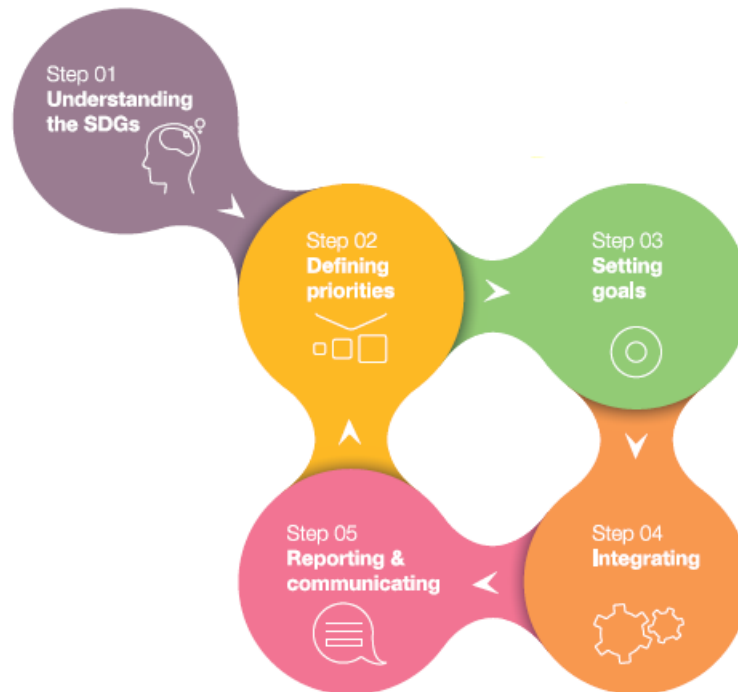 Step 01
Understanding
the SDGs
Step 02
Defining
priorities
Step 03
Setting
goals
Step 04
Integrating
Step 05
Reporting &
communicating